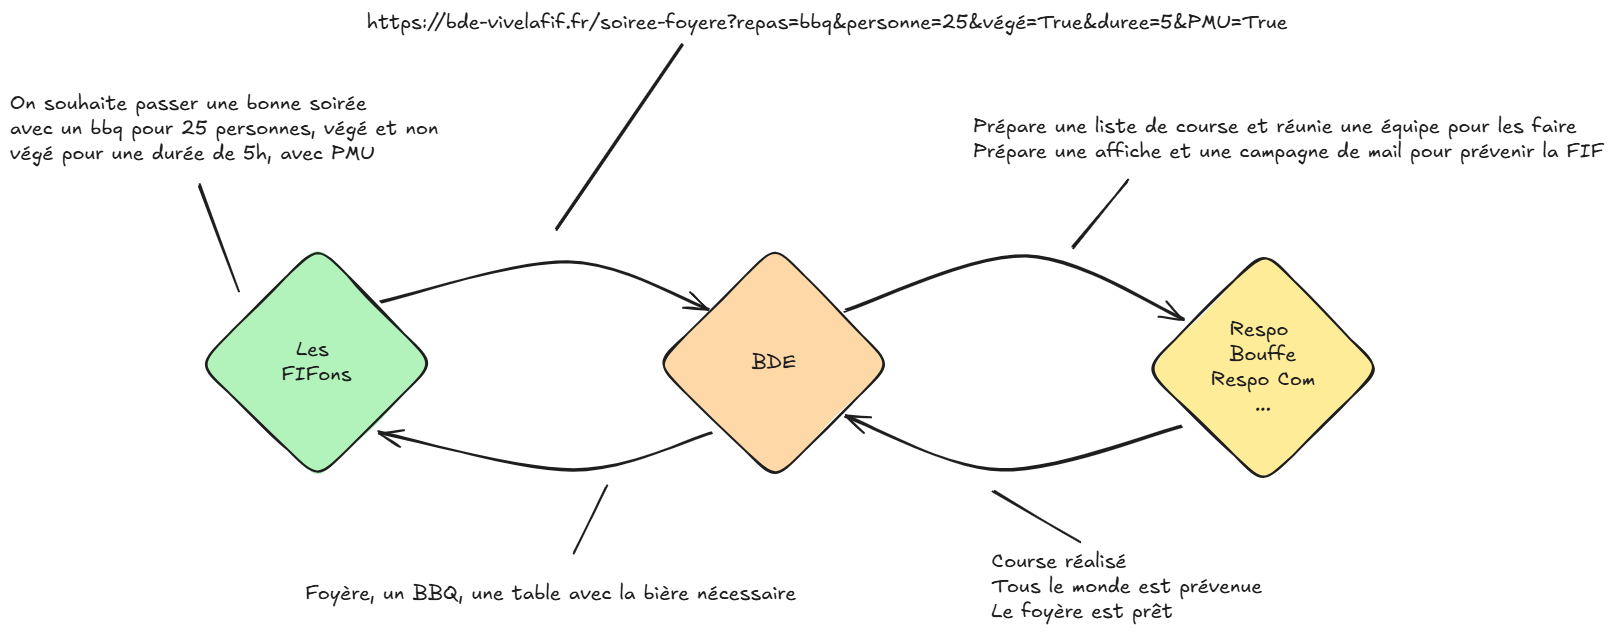 https://bde-vivelafif.fr/soiree-foyere?repas=bbq&personne=25&végé=True&duree=5&PMU=True
On souhaite passer une bonne soirée
avec un bbq pour 25 personnes, végé et non
végé pour une durée de 5h, avec PMU
Prépare une liste de course et réunie une équipe pour les faire
Prépare une affiche et une campagne de mail pour prévenir la FIF
Les
FIFons
BDE
Respo
Bouffe
Respo Com
...
Foyère, un BBQ, une table avec la bière nécessaire
Course réalisé
Tous le monde est prévenue
Le foyère est prêt